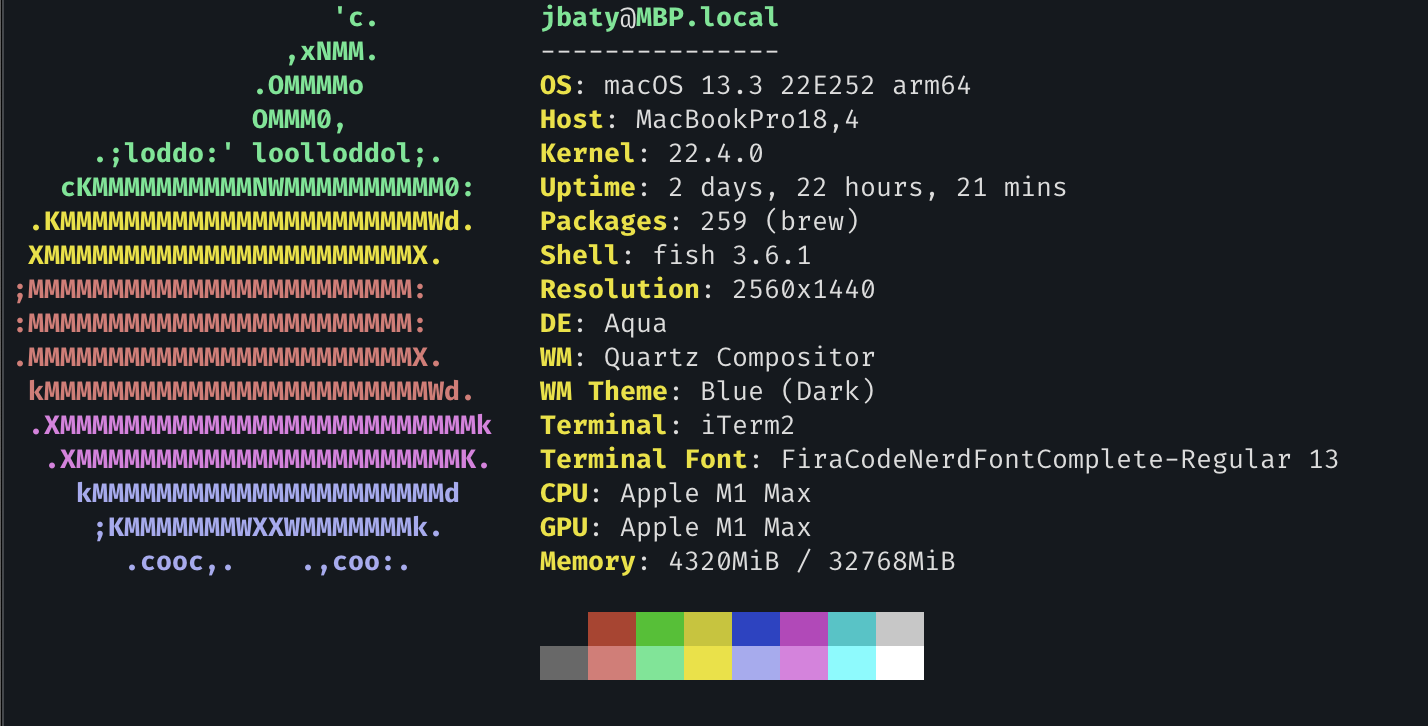 'c.          jbaty@MBP.local
                 ,xNMM.          ---------------
               .OMMMMo           OS: macOS 13.3 22E252 arm64
               OMMM0,            Host: MacBookPro18,4
     .;loddo:' loolloddol;.      Kernel: 22.4.0
   cKMMMMMMMMMMNWMMMMMMMMMM0:    Uptime: 2 days, 22 hours, 21 mins
 .KMMMMMMMMMMMMMMMMMMMMMMMWd.    Packages: 259 (brew)
 XMMMMMMMMMMMMMMMMMMMMMMMX.      Shell: fish 3.6.1
;MMMMMMMMMMMMMMMMMMMMMMMM:       Resolution: 2560x1440
:MMMMMMMMMMMMMMMMMMMMMMMM:       DE: Aqua
.MMMMMMMMMMMMMMMMMMMMMMMMX.      WM: Quartz Compositor
 kMMMMMMMMMMMMMMMMMMMMMMMMWd.    WM Theme: Blue (Dark)
 .XMMMMMMMMMMMMMMMMMMMMMMMMMMk   Terminal: iTerm2
  .XMMMMMMMMMMMMMMMMMMMMMMMMK.   Terminal Font: FiraCodeNerdFontComplete-Regular 13
    kMMMMMMMMMMMMMMMMMMMMMMd     CPU: Apple M1 Max
     ;KMMMMMMMWXXWMMMMMMMk.      GPU: Apple M1 Max
       .cooc,.    .,coo:.        Memory: 4320MiB / 32768MiB